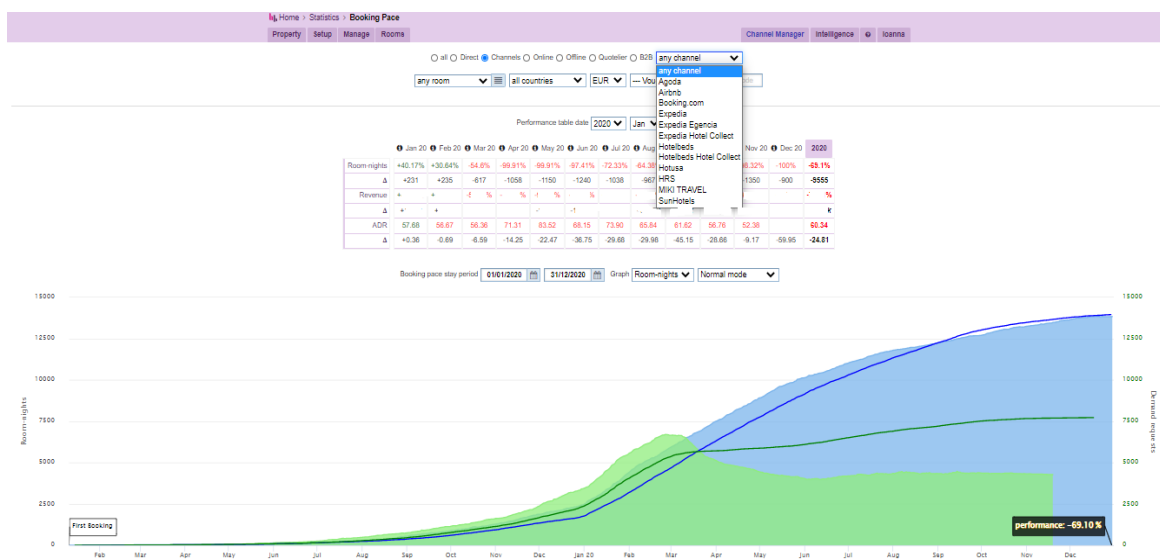 Home › Statistics › Booking Pace
Property Setup Manage Rooms Channel Manager Intelligence Ioanna
all Direct Channels Online Offline Quotelier B2B any channel
any room all countries EUR --- Vou
any channel
Agoda
Airbnb
Booking.com
Expedia
Expedia Egencia
Expedia Hotel Collect
Hotelbeds
Hotelbeds Hotel Collect
Hotusa
HRS
MIKI TRAVEL
SunHotels
Performance table date 2020 Jan
Jan 20 Feb 20 Mar 20 Apr 20 May 20 Jun 20 Jul 20 Aug Nov 20 Dec 20 2020
Room-nights +40.17% +30.64% -54.6% -99.91% -99.91% -97.41% -72.33% -64.38 .32% -100% -69.1%
Δ +231 +235 -617 -1058 -1150 -1240 -1038 -967 -1350 -900 -9555
Revenue + + % - % -1 % % - %
Δ + + - -1 - k
ADR 57.68 56.67 56.36 71.31 83.52 68.15 73.90 65.84 61.62 56.76 52.38 60.34
Δ +0.36 -0.69 -6.59 -14.25 -22.47 -36.75 -29.68 -29.98 -45.15 -28.66 -9.17 -59.95 -24.81
Booking pace stay period 01/01/2020 31/12/2020 Graph Room-nights Normal mode
15000 15000
12500 12500
10000 10000
7500 7500
5000 5000
2500 2500
0 0
Room-nights
Demand requests
First Booking
performance: -69.10 %
Feb Mar Apr May Jun Jul Aug Sep Oct Nov Dec Jan 20 Feb Mar Apr May Jun Jul Aug Sep Oct Nov Dec